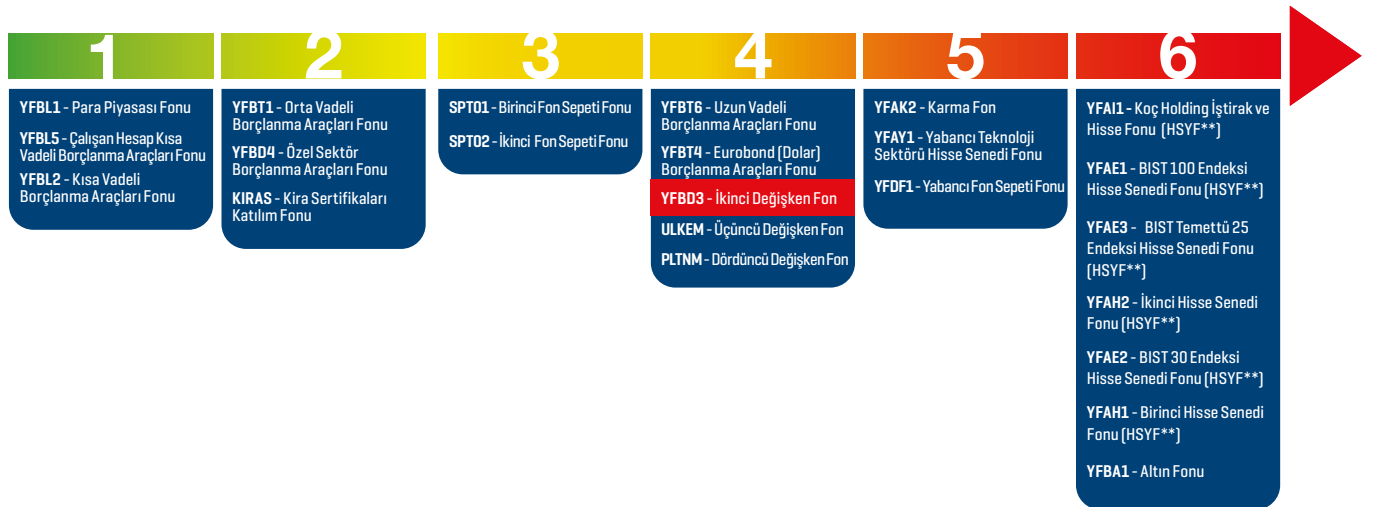 1
YFBL1 - Para Piyasası Fonu
YFBL5 - Çalışan Hesap Kısa
Vadeli Borçlanma Araçları Fonu
YFBL2 - Kısa Vadeli
Borçlanma Araçları Fonu
2
YFBT1 - Orta Vadeli
Borçlanma Araçları Fonu
YFBD4 - Özel Sektör
Borçlanma Araçları Fonu
KIRAS - Kira Sertifikaları
Katılım Fonu
3
SPT01 - Birinci Fon Sepeti Fonu
SPT02 - İkinci Fon Sepeti Fonu
4
YFBT6 - Uzun Vadeli
Borçlanma Araçları Fonu
YFBT4 - Eurobond (Dolar)
Borçlanma Araçları Fonu
YFBD3 - İkinci Değişken Fon
ULKEM - Üçüncü Değişken Fon
PLTNM - Dördüncü Değişken Fon
5
YFAK2 - Karma Fon
YFAY1 - Yabancı Teknoloji
Sektörü Hisse Senedi Fonu
YFDF1 - Yabancı Fon Sepeti Fonu
6
YFAI1 - Koç Holding İştirak ve
Hisse Fonu (HSYF**)
YFAE1 - BIST 100 Endeksi
Hisse Senedi Fonu (HSYF**)
YFAE3 - BIST Temettü 25
Endeksi Hisse Senedi Fonu
(HSYF**)
YFAH2 - İkinci Hisse Senedi
Fonu (HSYF**)
YFAE2 - BIST 30 Endeksi
Hisse Senedi Fonu (HSYF**)
YFAH1 - Birinci Hisse Senedi
Fonu (HSYF**)
YFBA1 - Altın Fonu